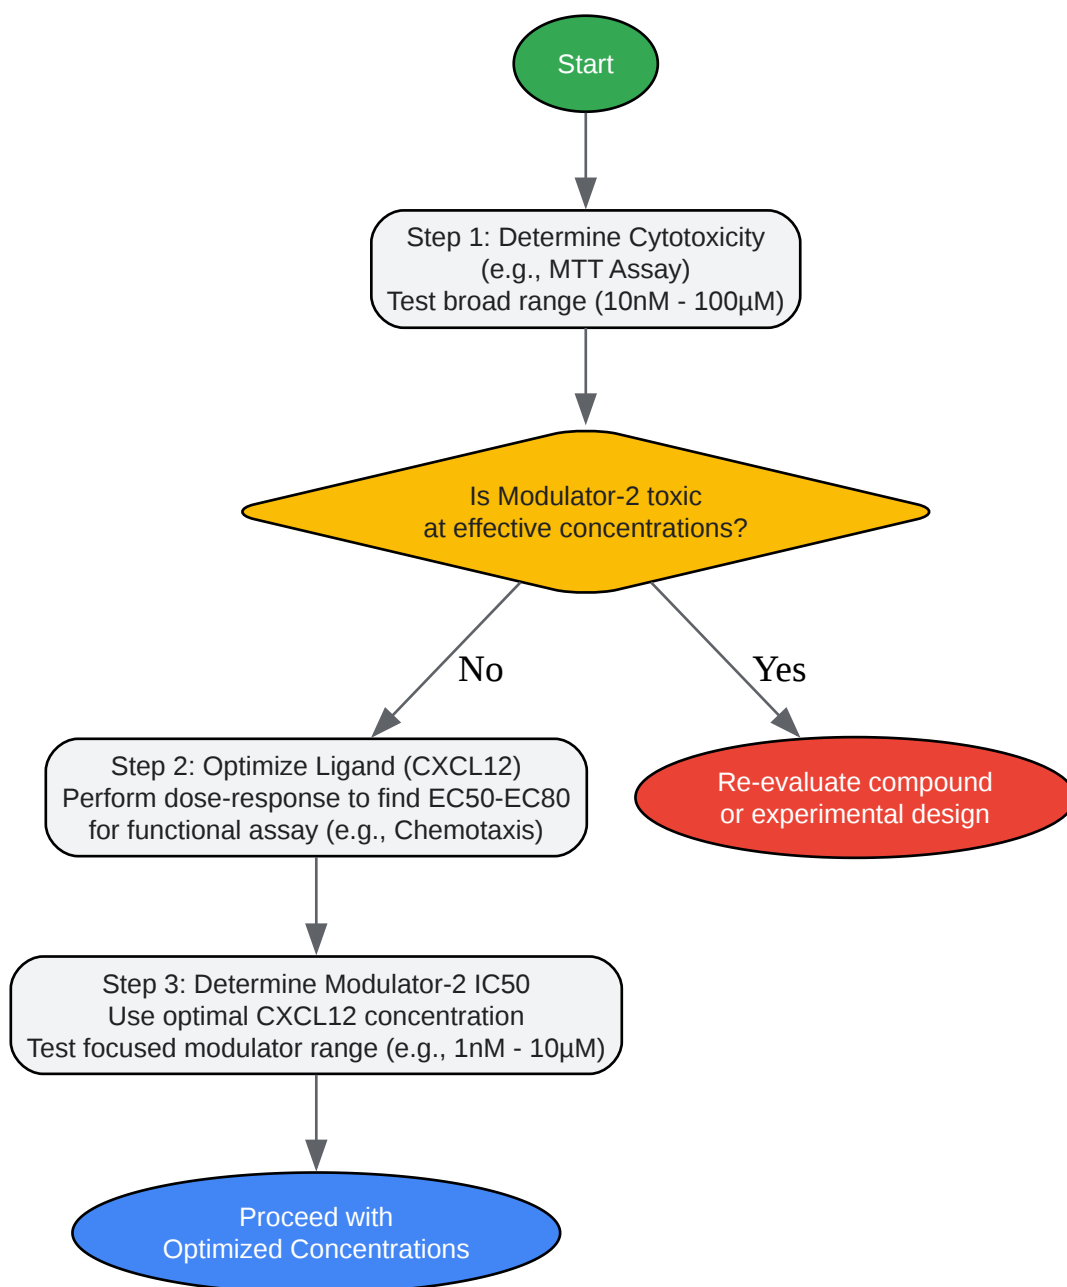 Start
Step 1: Determine Cytotoxicity
(e.g., MTT Assay)
Test broad range (10nM - 100µM)
Is Modulator-2 toxic
at effective concentrations?
No
Yes
Step 2: Optimize Ligand (CXCL12)
Perform dose-response to find EC50-EC80
for functional assay (e.g., Chemotaxis)
Re-evaluate compound
or experimental design
Step 3: Determine Modulator-2 IC50
Use optimal CXCL12 concentration
Test focused modulator range (e.g., 1nM - 10µM)
Proceed with
Optimized Concentrations